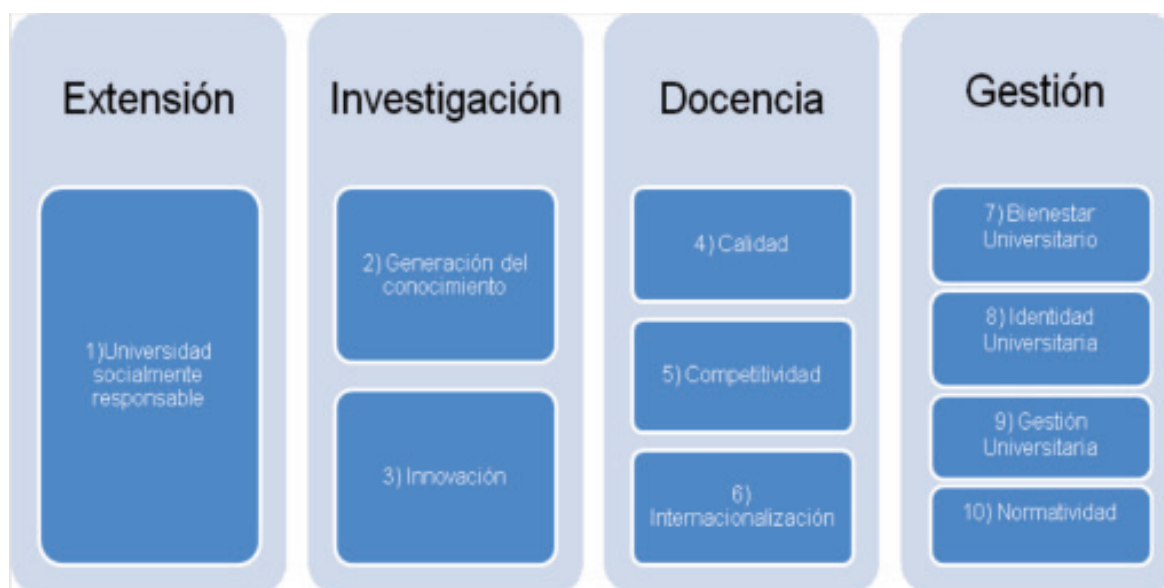 Extensión
1)Universidad
socialmente
responsable
Investigación
2) Generación del
conocimiento
3) Innovación
Docencia
4) Calidad
5) Competitividad
6)
Internacionalización
Gestión
7) Bienestar
Universitario
8) Identidad
Universitaria
9) Gestión
Universitaria
10) Normatividad